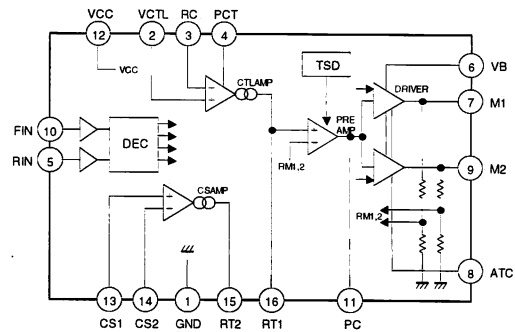 VCC VCTL RC PCT
12 2 3 4
VCC
CTLAMP
TSD
DRIVER
PRE
AMP
RM1,2
6 VB
7 M1
FIN 10
RIN 5
DEC
9 M2
CSAMP
RM1,2
8 ATC
13 14 1 15 16 11
CS1 CS2 GND RT2 RT1 PC